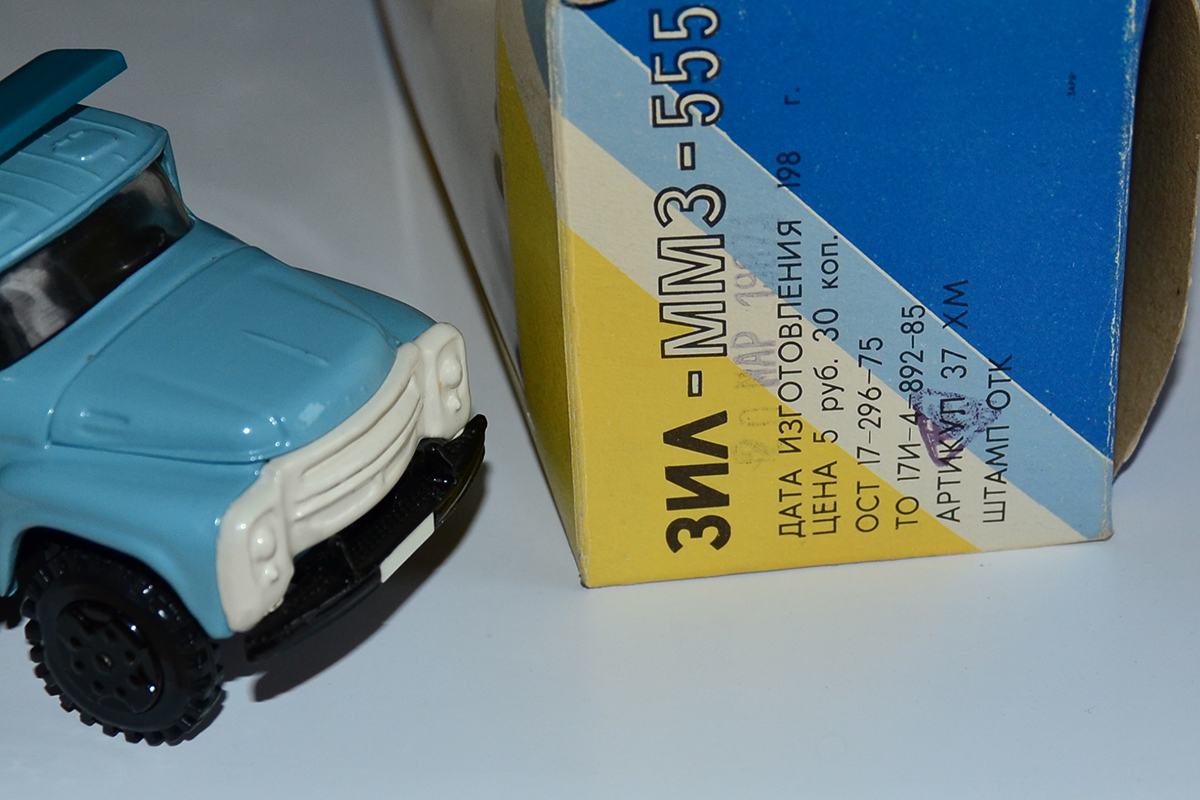 ЗИЛ-ММЗ-555
ДАТА ИЗГОТОВЛЕНИЯ 198 г.
ЦЕНА 5 руб. 30 коп.
ОСТ 17-296-75
ТО 17И-4-892-85
АРТИКУЛ 37 ХМ
ШТАМП ОТК
МАР